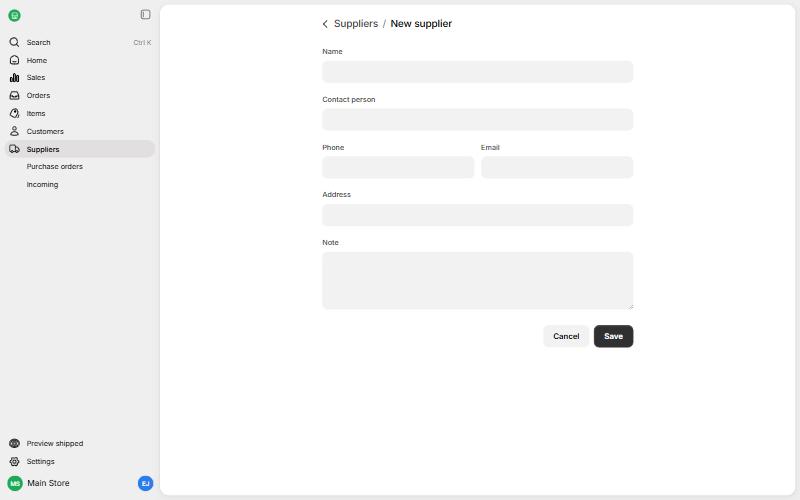 Search Ctrl K
Home
Sales
Orders
Items
Customers
Suppliers
Purchase orders
Incoming
Preview shipped
Settings
MS Main Store EJ
Suppliers / New supplier
Name
Contact person
Phone Email
Address
Note
Cancel Save